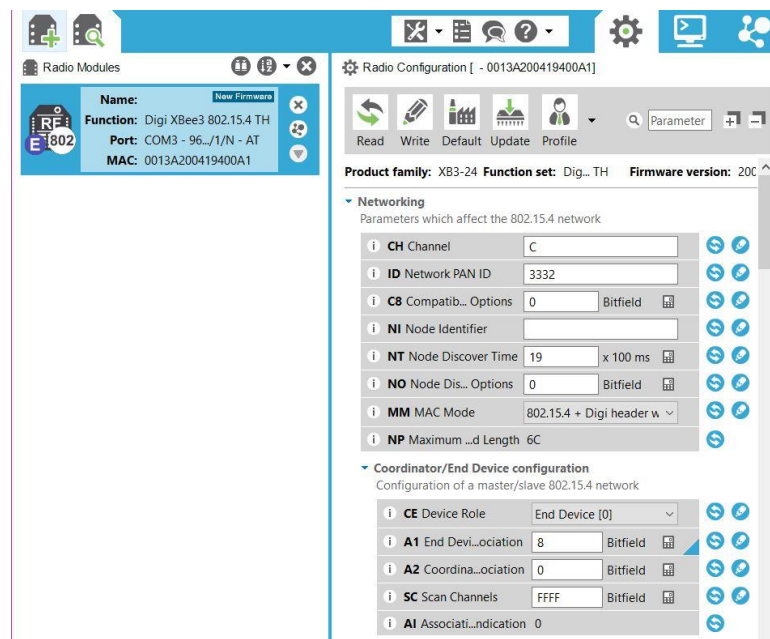 Radio Modules
Radio Configuration [ - 0013A200419400A1]
RF
E 802
Name:
New Firmware
Function: Digi XBee3 802.15.4 TH
Port: COM3 - 96.../1/N - AT
MAC: 0013A200419400A1
Read Write Default Update Profile
Parameter
Product family: XB3-24 Function set: Dig... TH Firmware version: 200
Networking
Parameters which affect the 802.15.4 network
i CH Channel C
i ID Network PAN ID 3332
i C8 Compatib... Options 0 Bitfield
i NI Node Identifier
i NT Node Discover Time 19 x 100 ms
i NO Node Dis... Options 0 Bitfield
i MM MAC Mode 802.15.4 + Digi header w
i NP Maximum ...d Length 6C
Coordinator/End Device configuration
Configuration of a master/slave 802.15.4 network
i CE Device Role End Device [0]
i A1 End Devi...ociation 8 Bitfield
i A2 Coordina...ociation 0 Bitfield
i SC Scan Channels FFFF Bitfield
i AI Associati...ndication 0